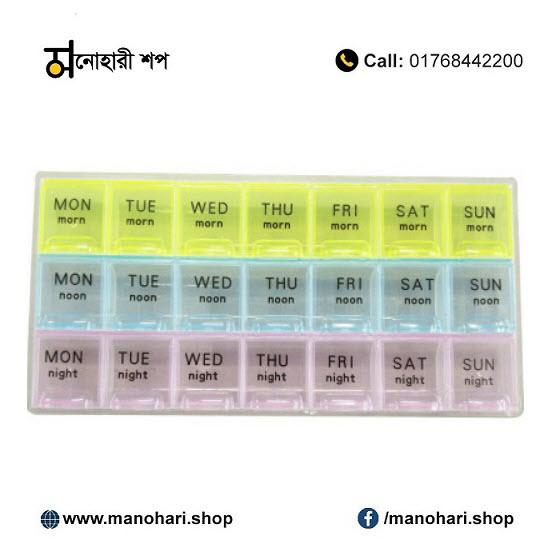 মনোহারী শপ
Call: 01768442200
MON TUE WED THU FRI SAT SUN
morn morn morn morn morn morn morn
MON TUE WED THU FRI SAT SUN
noon noon noon noon noon noon noon
MON TUE WED THU FRI SAT SUN
night night night night night night night
www.manohari.shop
/manohari.shop